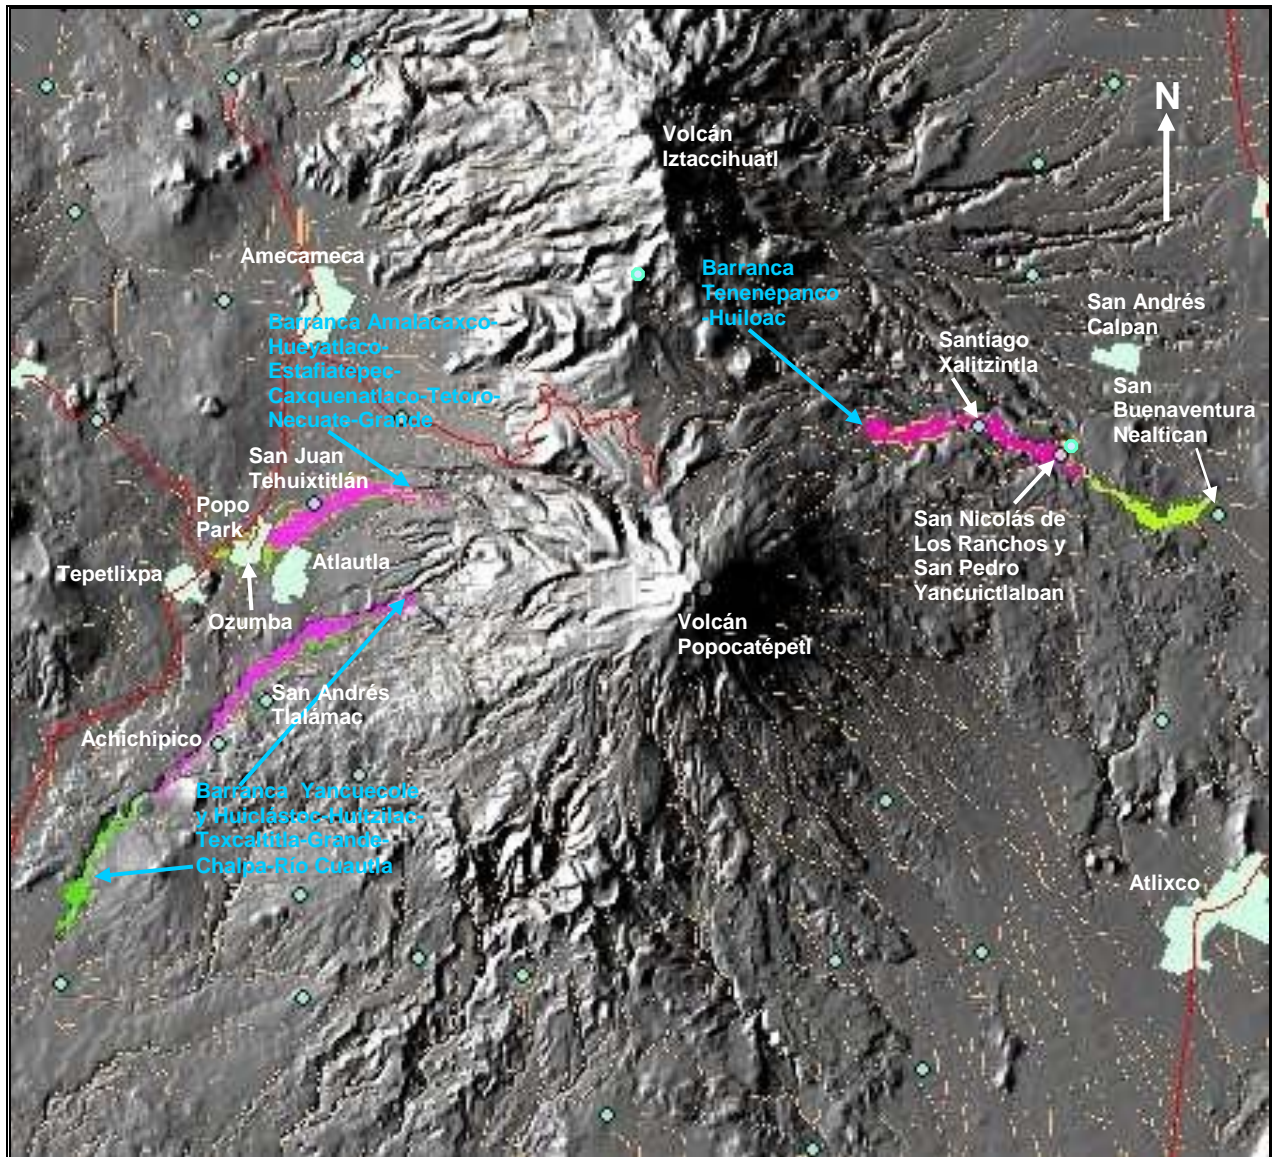 N
Volcán
Iztaccihuatl
Amecameca
Barranca
Tenenepanco
-Huiloac
San Andrés
Calpan
Barranca Amalacaxco-
Hueyatlaco-
Estafiatepec-
Caxquenatlaco-Tetoro-
Necuate-Grande
Santiago
Xalitzintla
San
Buenaventura
Nealtican
San Juan
Tehuixtitlán
Popo
Park
San Nicolás de
Los Ranchos y
San Pedro
Yancuictlalpan
Atlautla
Tepetlixpa
Ozumba
Volcán
Popocatépetl
San Andrés
Tlalámac
Achichipico
Barranca Yancuecole
y Huiclástoc-Huitzilac-
Texcaltitla-Grande-
Chalpa-Río Cuautla
Atlixco